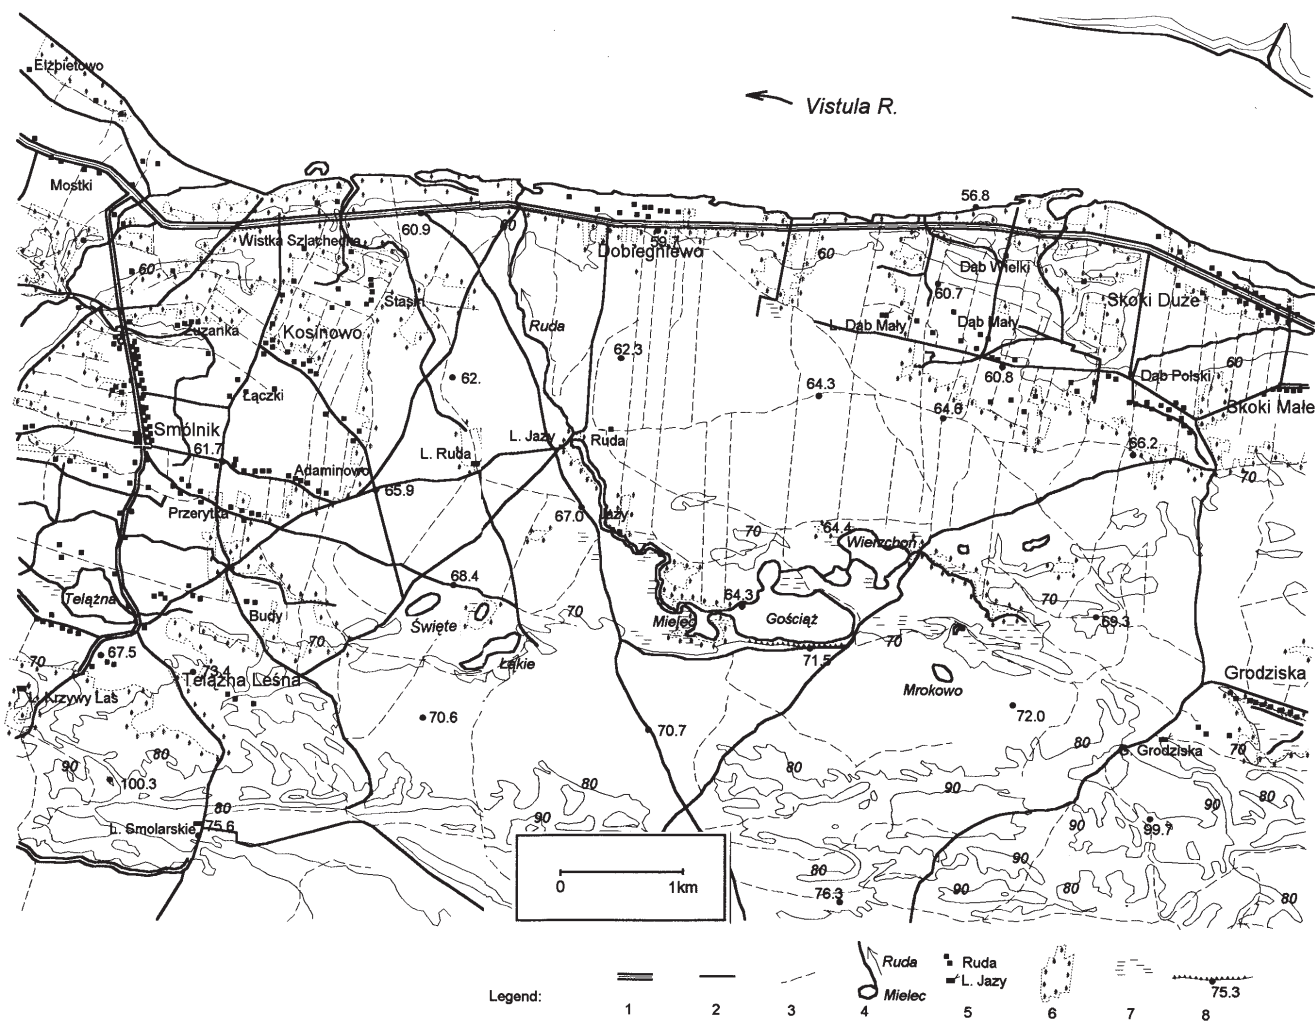 Elżbietowo
Vistula R.
Mostki
56.8
60.9
60
Wistka Szlachecka
59.7
Dobiegniewo
60
Dąb Wielki
60
Stasin
60.7
Skoki Duże
Ruda
Zuzanka
Kosinowo
L. Dąb Mały
Dąb Mały
62.3
60
62.
60.8
Dąb Polski
Łączki
64.3
64.6
Skoki Małe
Smólnik
L. Jazy
Ruda
66.2
61.7
L. Ruda
Adaminowo
70
65.9
Przerytka
67.0
Jazy
70
64.4
Wierzchoń
68.4
Telążna
64.3
70
Budy
Święte
70
Mielec
Gościąż
69.3
70
70
67.5
Łąkie
71.5
70
73.4
Telążna Leśna
Grodziska
L. Krzywy Las
Mrokowo
70.6
72.0
70.7
80
70
S. Grodziska
80
90
80
100.3
80
90
80
90
90
L. Smolarskie
75.6
90
99.7
90
80
0
1km
76.3
90
80
80
Ruda
Ruda
L. Jazy
Mielec
75.3
Legend:
1
2
3
4
5
6
7
8